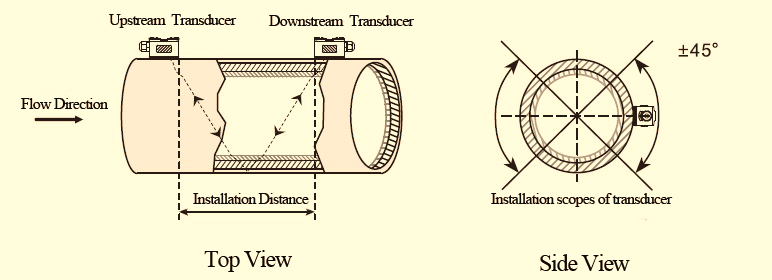 Upstream Transducer
Downstream Transducer
±45°
Flow Direction
Installation Distance
Installation scopes of transducer
Top View
Side View